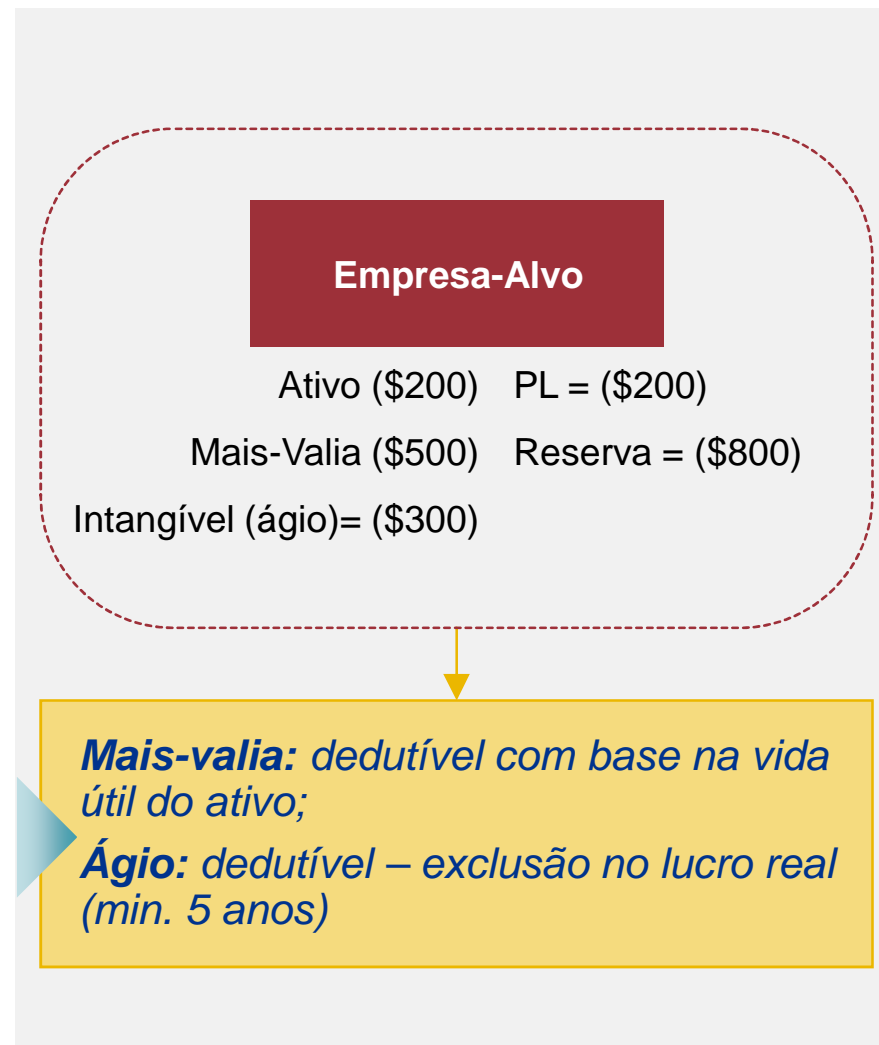 Empresa-Alvo
Ativo ($200) PL = ($200)
Mais-Valia ($500) Reserva = ($800)
Intangível (ágio)= ($300)
Mais-valia: dedutível com base na vida
útil do ativo;
Ágio: dedutível – exclusão no lucro real
(min. 5 anos)